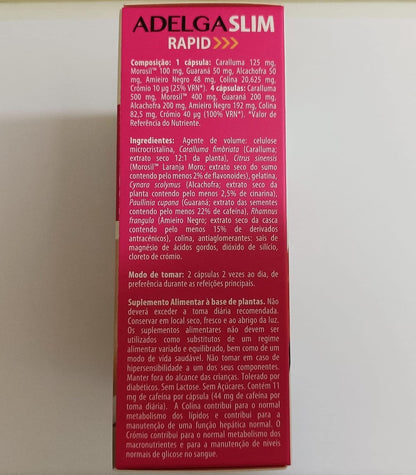 ADELGASLIM
RAPID >>>
Composição: 1 cápsula: Caralluma 125 mg,
Morosil™ 100 mg, Guaraná 50 mg, Alcachofra 50
mg, Amieiro Negro 48 mg, Colina 20,625 mg,
Crómio 10 µg (25% VRN*). 4 cápsulas: Caralluma
500 mg, Morosil™ 400 mg, Guaraná 200 mg,
Alcachofra 200 mg, Amieiro Negro 192 mg, Colina
82,5 mg, Crómio 40 µg (100% VRN*). *Valor de
Referência do Nutriente.
Ingredientes: Agente de volume: celulose
microcristalina, Caralluma fimbriata (Caralluma;
extrato seco 12:1 da planta), Citrus sinensis
(Morosil™ Laranja Moro; extrato seco do sumo
contendo pelo menos 2% de flavonoides), gelatina,
Cynara scolymus (Alcachofra; extrato seco da
planta contendo pelo menos 2,5% de cinarina),
Paullinia cupana (Guaraná; extrato das sementes
contendo pelo menos 22% de cafeína), Rhamnus
frangula (Amieiro Negro; extrato seco da casca
contendo pelo menos 15% de derivados
antracénicos), colina, antiaglomerantes: sais de
magnésio de ácidos gordos, dióxido de silício,
cloreto de crómio.
Modo de tomar: 2 cápsulas 2 vezes ao dia, de
preferência durante as refeições principais.
Suplemento Alimentar à base de plantas. Não
deverá exceder a toma diária recomendada.
Conservar em local seco, fresco e ao abrigo da luz.
Os suplementos alimentares não devem ser
utilizados como substitutos de um regime
alimentar variado e equilibrado, bem como de um
modo de vida saudável. Não tomar em caso de
hipersensibilidade a um dos seus componentes.
Manter fora do alcance das crianças. Tolerado por
diabéticos. Sem Lactose. Sem Açúcares. Contém 11
mg de cafeína por cápsula (44 mg de cafeína por
toma diária). A Colina contribui para o normal
metabolismo dos lípidos e contribui para a
manutenção de uma função hepática normal. O
Crómio contribui para o normal metabolismo dos
macronutrientes e para a manutenção de níveis
normais de glicose no sangue.